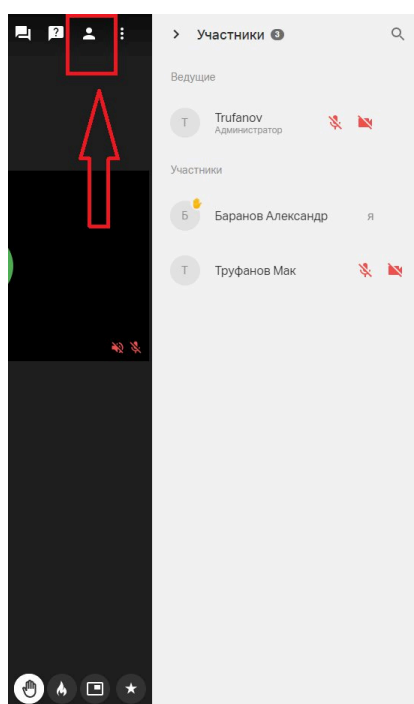 Участники 3
Ведущие
Т
Trufanov
Администратор
Участники
Б
Баранов Александр
я
Т
Труфанов Мак